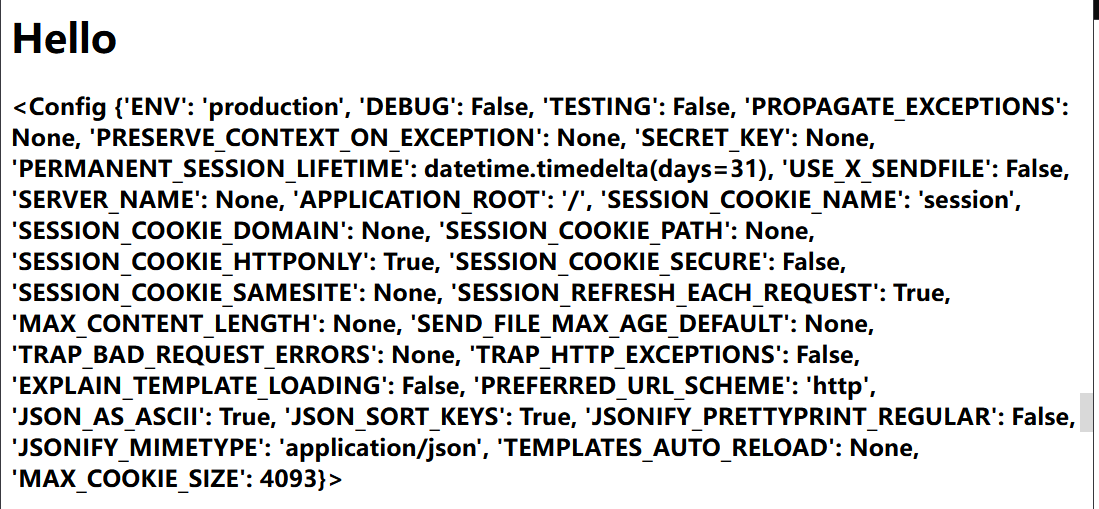 Hello
<Config {'ENV': 'production', 'DEBUG': False, 'TESTING': False, 'PROPAGATE_EXCEPTIONS':
None, 'PRESERVE_CONTEXT_ON_EXCEPTION': None, 'SECRET_KEY': None,
'PERMANENT_SESSION_LIFETIME': datetime.timedelta(days=31), 'USE_X_SENDFILE': False,
'SERVER_NAME': None, 'APPLICATION_ROOT': '/', 'SESSION_COOKIE_NAME': 'session',
'SESSION_COOKIE_DOMAIN': None, 'SESSION_COOKIE_PATH': None,
'SESSION_COOKIE_HTTPONLY': True, 'SESSION_COOKIE_SECURE': False,
'SESSION_COOKIE_SAMESITE': None, 'SESSION_REFRESH_EACH_REQUEST': True,
'MAX_CONTENT_LENGTH': None, 'SEND_FILE_MAX_AGE_DEFAULT': None,
'TRAP_BAD_REQUEST_ERRORS': None, 'TRAP_HTTP_EXCEPTIONS': False,
'EXPLAIN_TEMPLATE_LOADING': False, 'PREFERRED_URL_SCHEME': 'http',
'JSON_AS_ASCII': True, 'JSON_SORT_KEYS': True, 'JSONIFY_PRETTYPRINT_REGULAR': False,
'JSONIFY_MIMETYPE': 'application/json', 'TEMPLATES_AUTO_RELOAD': None,
'MAX_COOKIE_SIZE': 4093}>